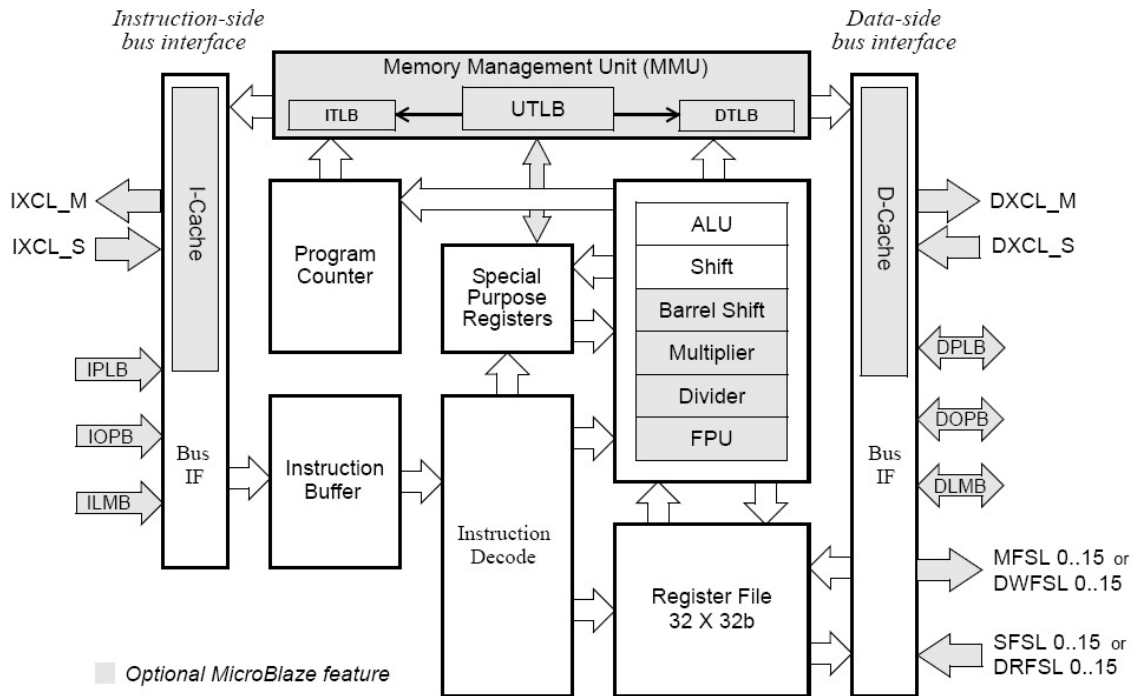 Instruction-side
bus interface
Data-side
bus interface
Memory Management Unit (MMU)
ITLB
UTLB
DTLB
I-Cache
D-Cache
IXCL_M
IXCL_S
DXCL_M
DXCL_S
Program
Counter
Special
Purpose
Registers
ALU
Shift
Barrel Shift
Multiplier
Divider
FPU
IPLB
IOPB
ILMB
Bus
IF
Instruction
Buffer
Instruction
Decode
Register File
32 X 32b
Bus
IF
DPLB
DOPB
DLMB
MFSL 0..15 or
DWFSL 0..15
SFSL 0..15 or
DRFSL 0..15
Optional MicroBlaze feature